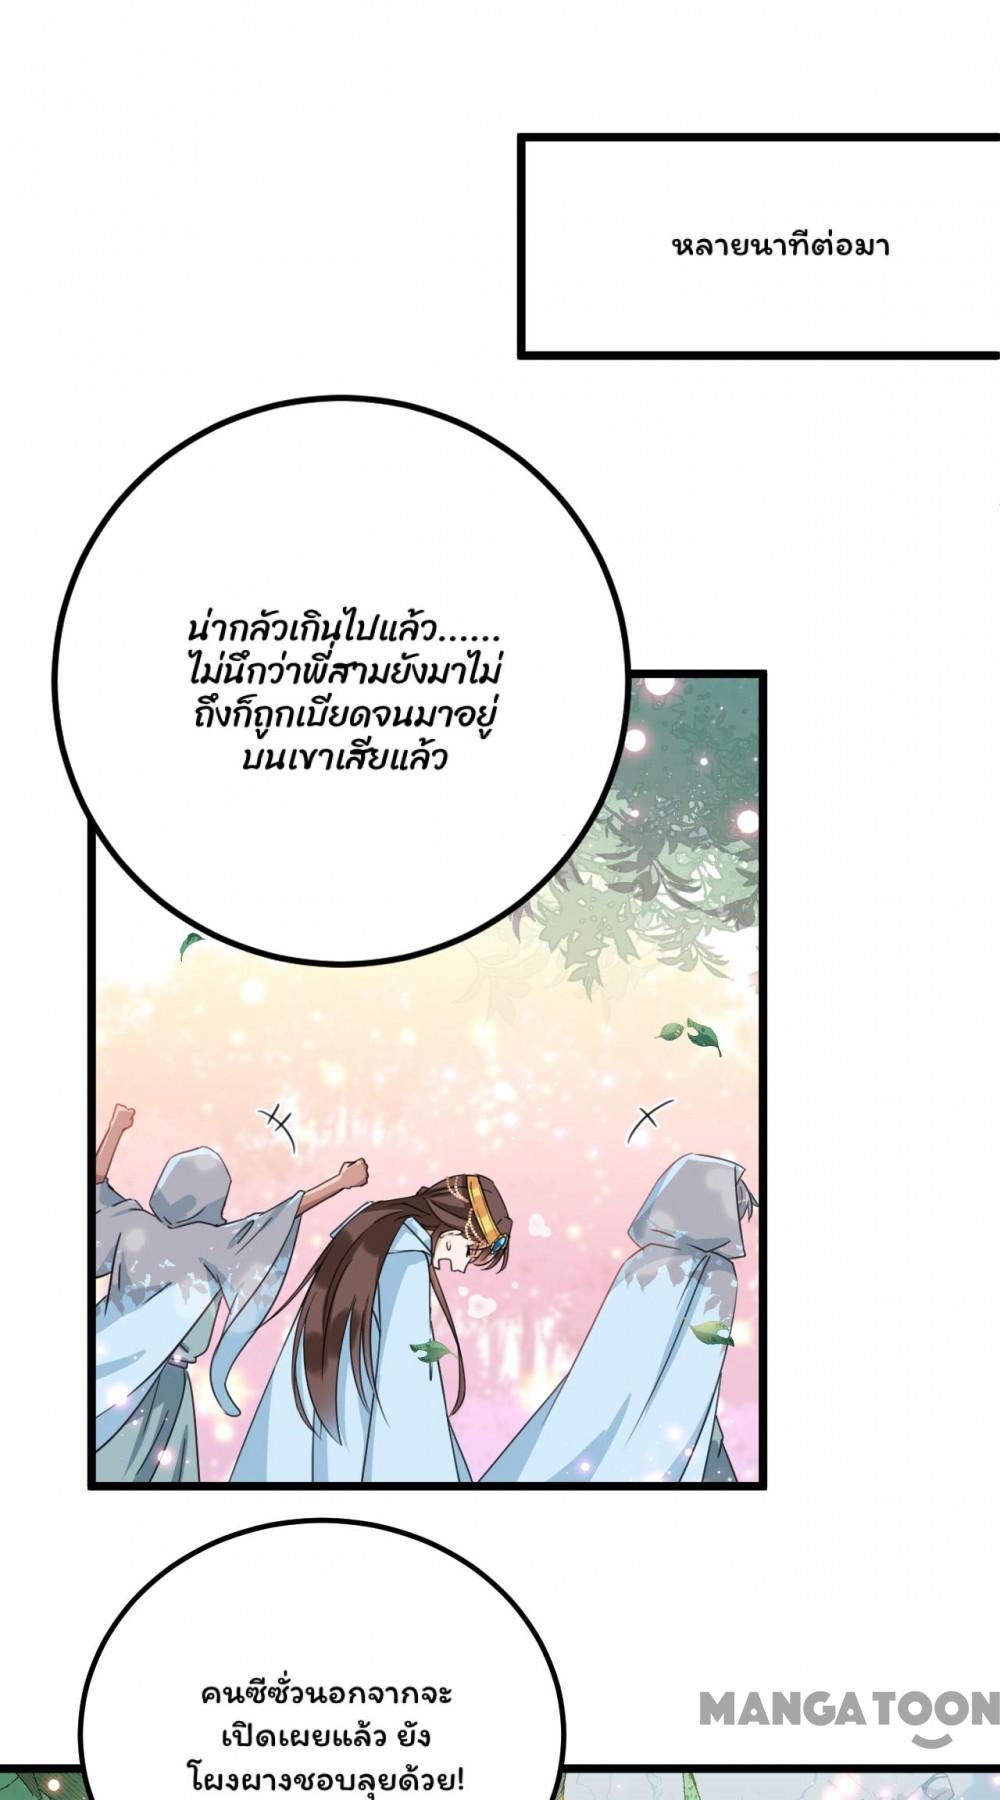 หลายนาทีต่อมา
น่ากลัวเกินไปแล้ว......
ไม่นึกว่าพี่สามยังมาไม่
ถึงก็ถูกเบียดจนมาอยู่
บนเขาเสียแล้ว
คนซีซั่วนอกจากจะ
เปิดเผยแล้ว ยัง
โผงผางชอบลุยด้วย!
MANGATOON